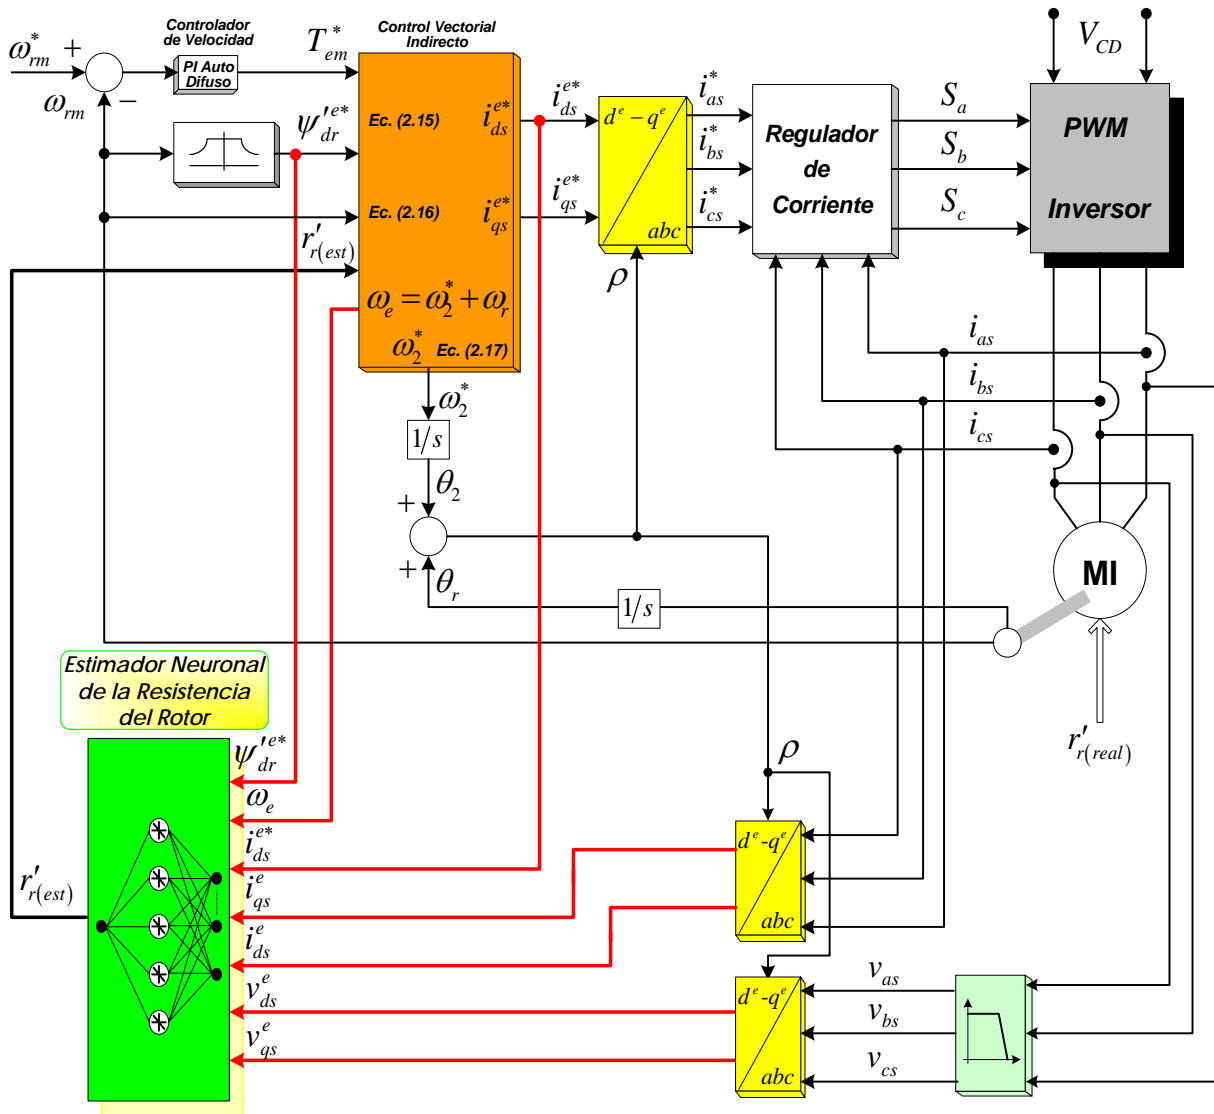 Controlador
de Velocidad
PI Auto
Difuso
ω*rm
+
ωrm
−
T*em
ψ′e*dr
Control Vectorial
Indirecto
Ec. (2.15)
ie*ds
Ec. (2.16)
ie*qs
r′r(est)
ωe = ω*2 + ωr
ω*2
Ec. (2.17)
ω*2
1/s
θ2
+
+
θr
1/s
ie*ds
ie*qs
de − qe
abc
ρ
i*as
i*bs
i*cs
Regulador
de
Corriente
Sa
Sb
Sc
VCD
PWM
Inversor
ias
ibs
ics
MI
r′r(real)
Estimador Neuronal
de la Resistencia
del Rotor
r′r(est)
ψ′e*dr
ωe
ie*ds
ieqs
ieds
veds
veqs
ρ
de-qe
abc
de-qe
abc
vas
vbs
vcs